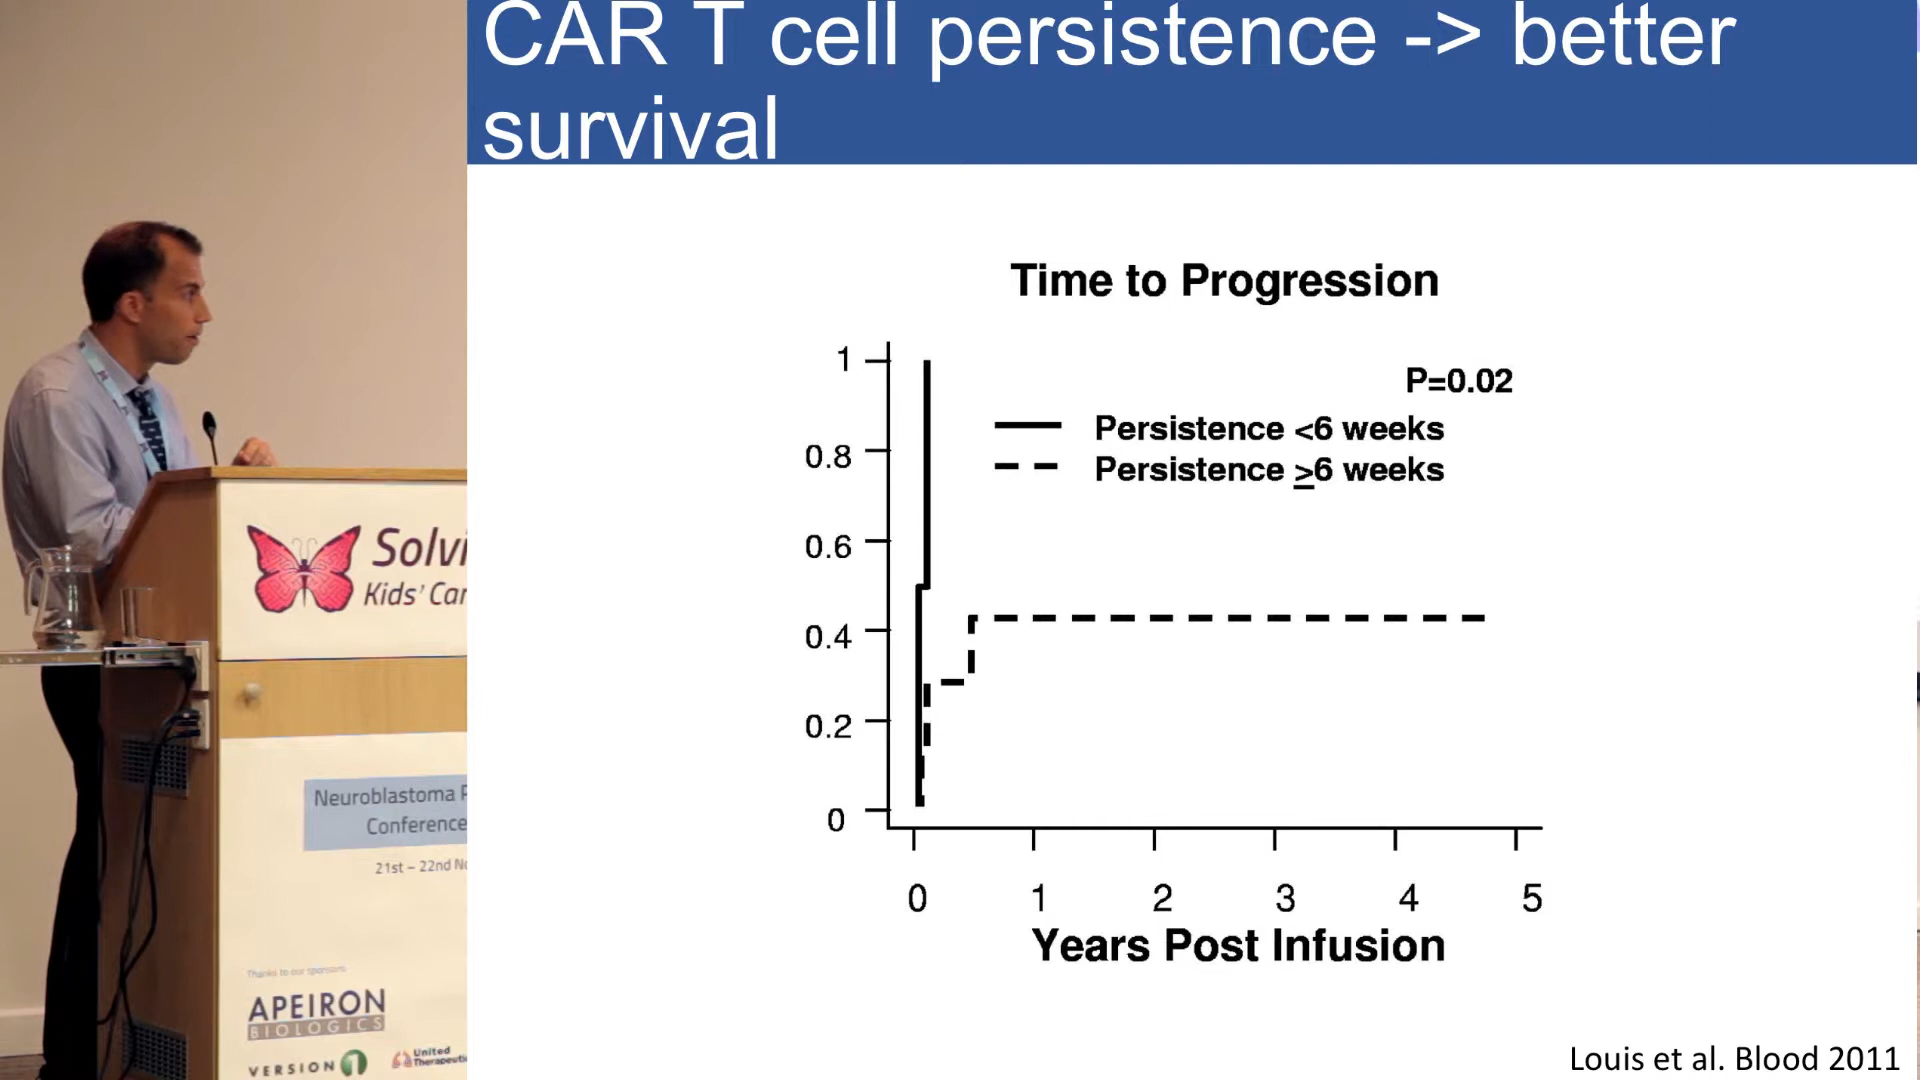 CAR T cell persistence -> better
survival
Time to Progression
P=0.02
Persistence <6 weeks
Persistence ≥6 weeks
1
0.8
0.6
0.4
0.2
0
0 1 2 3 4 5
Years Post Infusion
Louis et al. Blood 2011
Solvi
Kids' Can
Neuroblastoma P
Conference
21st – 22nd No
Thanks to our sponsors
APEIRON
BIOLOGICS
VERSION 1
United
Therapeutic